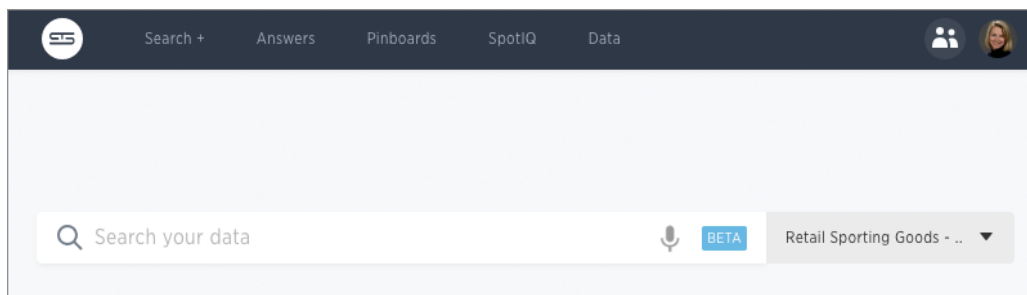 Search + Answers Pinboards SpotIQ Data
Search your data BETA Retail Sporting Goods - ..